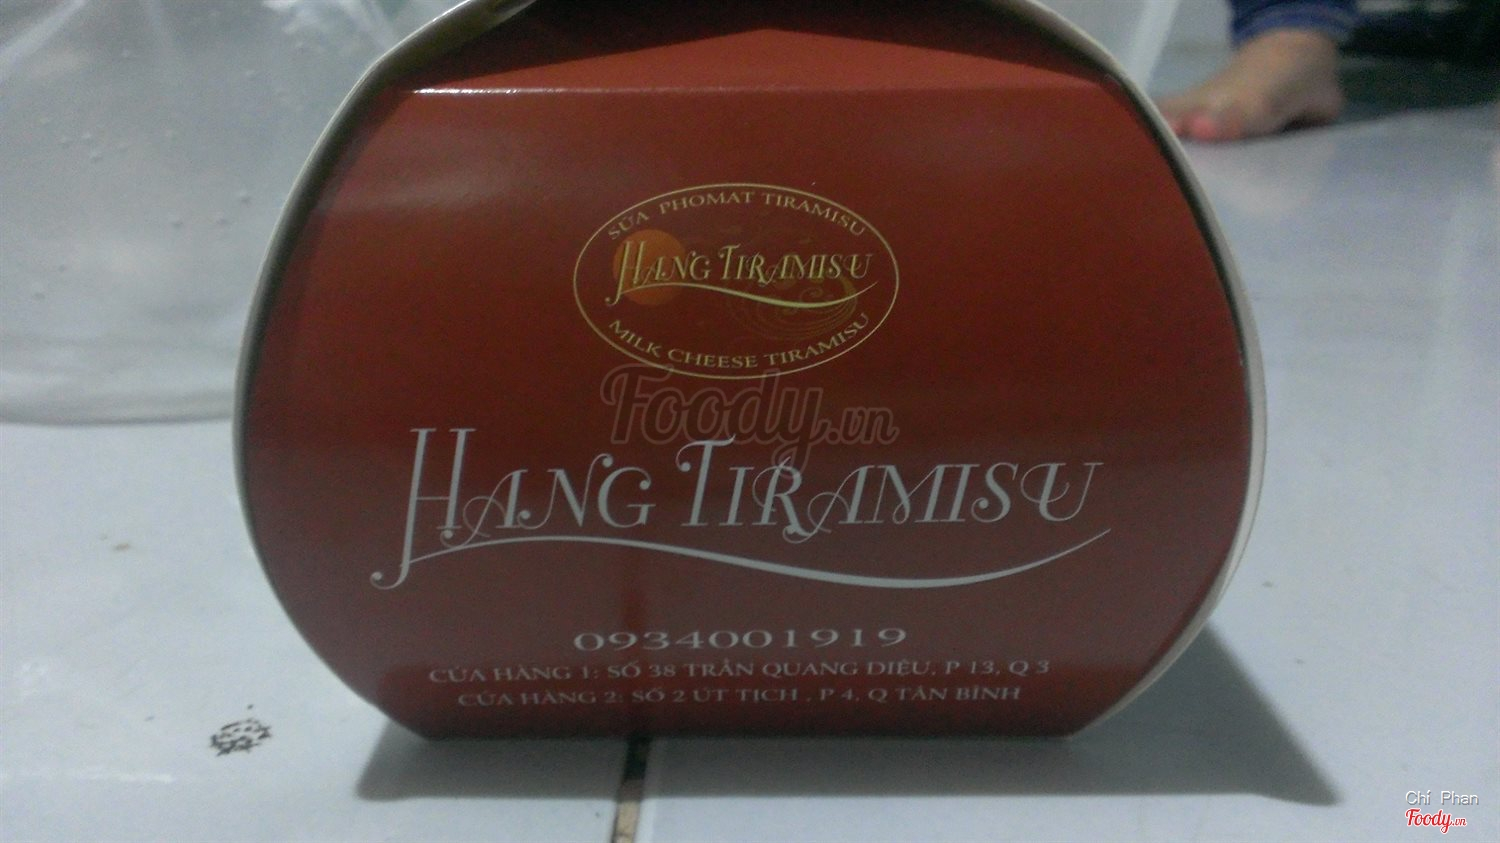 SỮA PHOMAT TIRAMISU
HANG TIRAMISU
MILK CHEESE TIRAMISU
Foody.vn
HANG TIRAMISU
0934001919
CỬA HÀNG 1: SỐ 38 TRẦN QUANG DIỆU, P 13, Q 3
CỬA HÀNG 2: SỐ 2 ÚT TỊCH , P 4, Q TÂN BÌNH
Chí Phan
Foody.vn